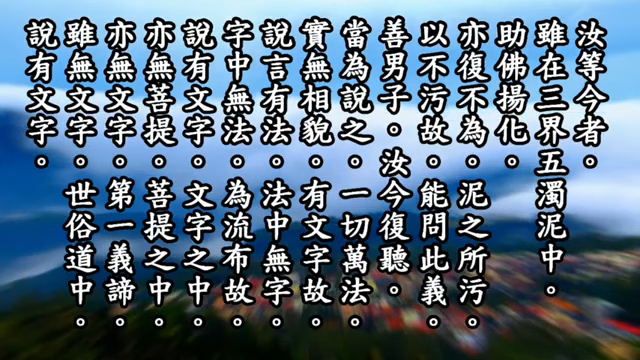 汝等今者。
雖在三界五濁泥中。
助佛揚化。
亦復不為。泥之所污。
以不污故。能問此義。
善男子。汝今復聽。
當為說之。一切萬法。
實無相貌。有文字故。
說言有法。法中無字。
字中無法。為流布故。
說有文字。文字之中。
亦無菩提。菩提之中。
亦無文字。第一義諦。
雖無文字。世俗道中。
說有文字。